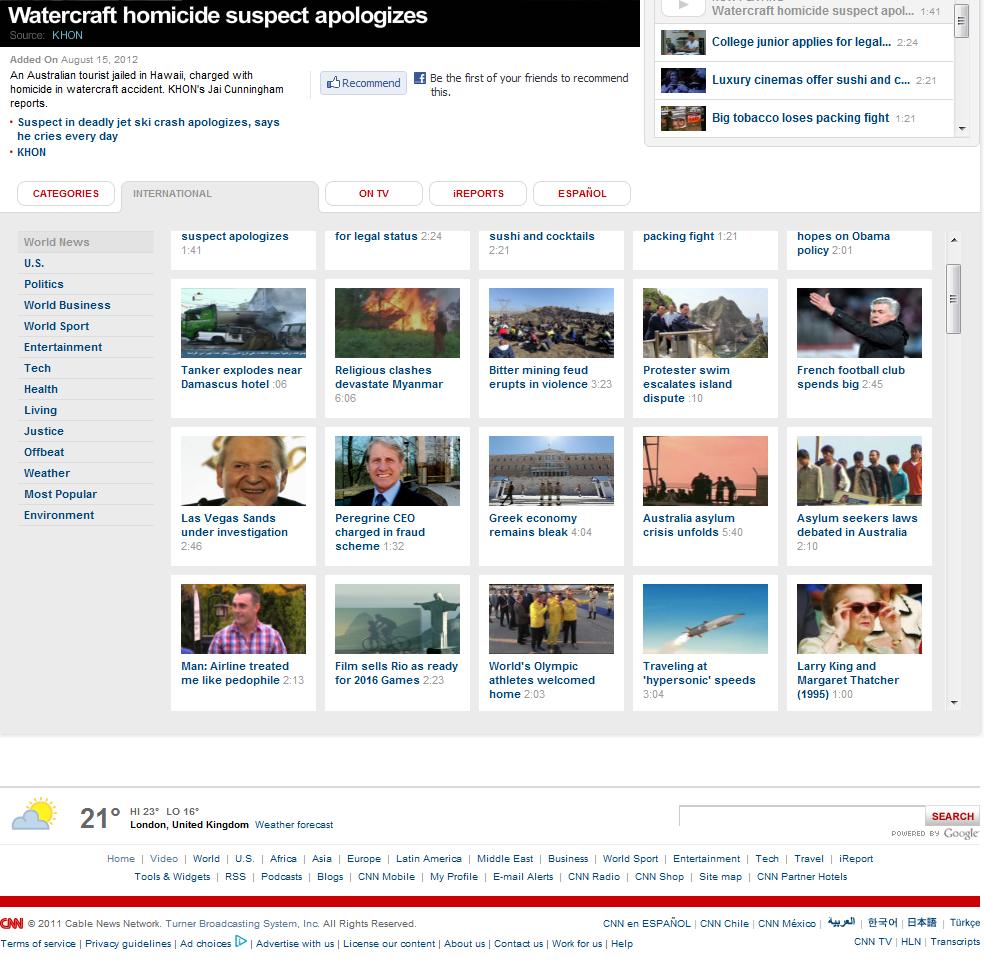 Watercraft homicide suspect apologizes
Source: KHON
Added On August 15, 2012
An Australian tourist jailed in Hawaii, charged with
homicide in watercraft accident. KHON's Jai Cunningham
reports.
• Suspect in deadly jet ski crash apologizes, says
he cries every day
• KHON
Recommend
Be the first of your friends to recommend
this.
Watercraft homicide suspect apol... 1:41
College junior applies for legal... 2:24
Luxury cinemas offer sushi and c... 2:21
Big tobacco loses packing fight 1:21
CATEGORIES INTERNATIONAL ON TV iREPORTS ESPAÑOL
World News
U.S.
Politics
World Business
World Sport
Entertainment
Tech
Health
Living
Justice
Offbeat
Weather
Most Popular
Environment
suspect apologizes
1:41
for legal status 2:24
sushi and cocktails
2:21
packing fight 1:21
hopes on Obama
policy 2:01
Tanker explodes near
Damascus hotel :06
Religious clashes
devastate Myanmar
6:06
Bitter mining feud
erupts in violence 3:23
Protester swim
escalates island
dispute :10
French football club
spends big 2:45
Las Vegas Sands
under investigation
2:46
Peregrine CEO
charged in fraud
scheme 1:32
Greek economy
remains bleak 4:04
Australia asylum
crisis unfolds 5:40
Asylum seekers laws
debated in Australia
2:10
Man: Airline treated
me like pedophile 2:13
Film sells Rio as ready
for 2016 Games 2:23
World's Olympic
athletes welcomed
home 2:03
Traveling at
'hypersonic' speeds
3:04
Larry King and
Margaret Thatcher
(1995) 1:00
21° HI 23° LO 16°
London, United Kingdom Weather forecast
SEARCH
POWERED BY Google
Home | Video | World | U.S. | Africa | Asia | Europe | Latin America | Middle East | Business | World Sport | Entertainment | Tech | Travel | iReport
Tools & Widgets | RSS | Podcasts | Blogs | CNN Mobile | My Profile | E-mail Alerts | CNN Radio | CNN Shop | Site map | CNN Partner Hotels
CNN © 2011 Cable News Network. Turner Broadcasting System, Inc. All Rights Reserved.
CNN en ESPAÑOL | CNN Chile | CNN México | العربية | 한국어 | 日本語 | Türkçe
Terms of service | Privacy guidelines | Ad choices | Advertise with us | License our content | About us | Contact us | Work for us | Help
CNN TV | HLN | Transcripts